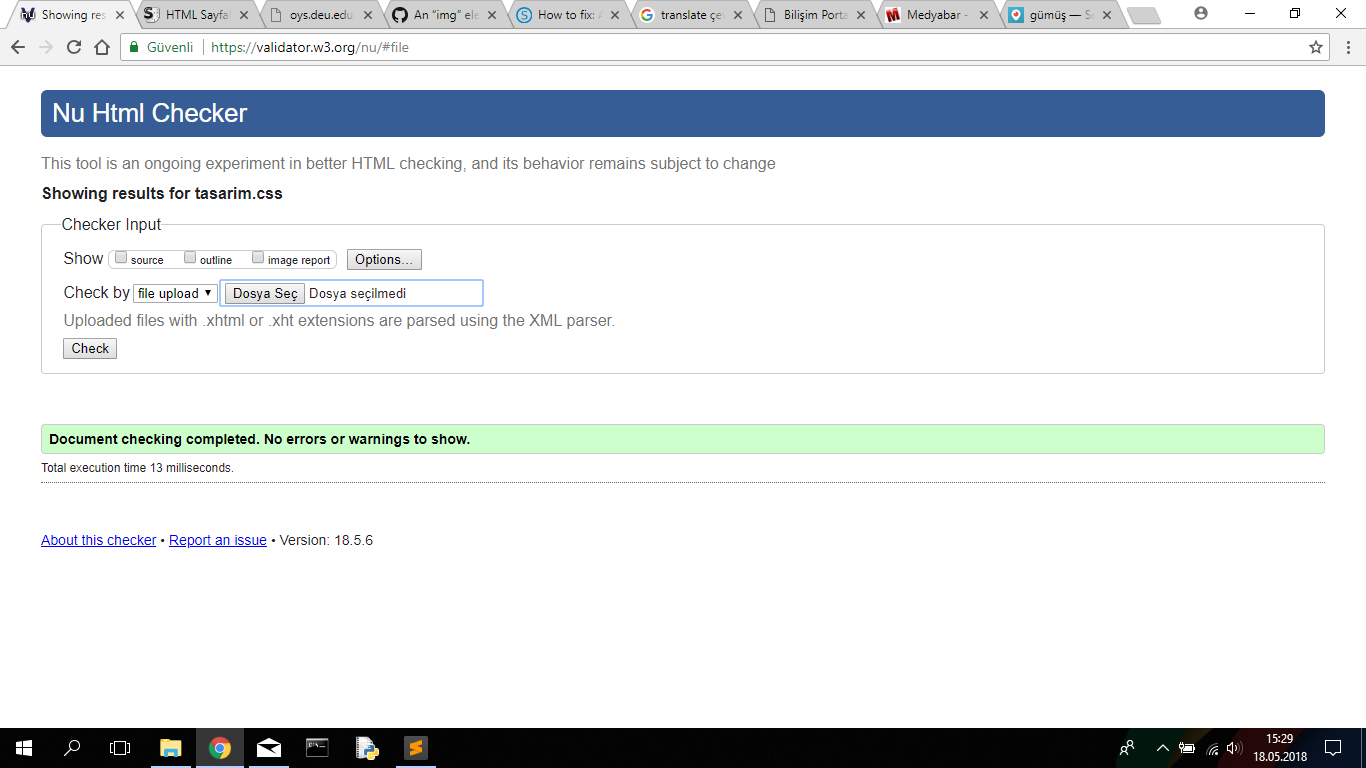 Showing res
HTML Sayfa
oys.deu.edu
An "img" ele
How to fix:
translate çev
Bilişim Porta
Medyabar -
gümüş — Se
Güvenli https://validator.w3.org/nu/#file
Nu Html Checker
This tool is an ongoing experiment in better HTML checking, and its behavior remains subject to change
Showing results for tasarim.css
Checker Input
Show source outline image report Options...
Check by file upload Dosya Seç Dosya seçilmedi
Uploaded files with .xhtml or .xht extensions are parsed using the XML parser.
Check
Document checking completed. No errors or warnings to show.
Total execution time 13 milliseconds.
About this checker • Report an issue • Version: 18.5.6
15:29
18.05.2018